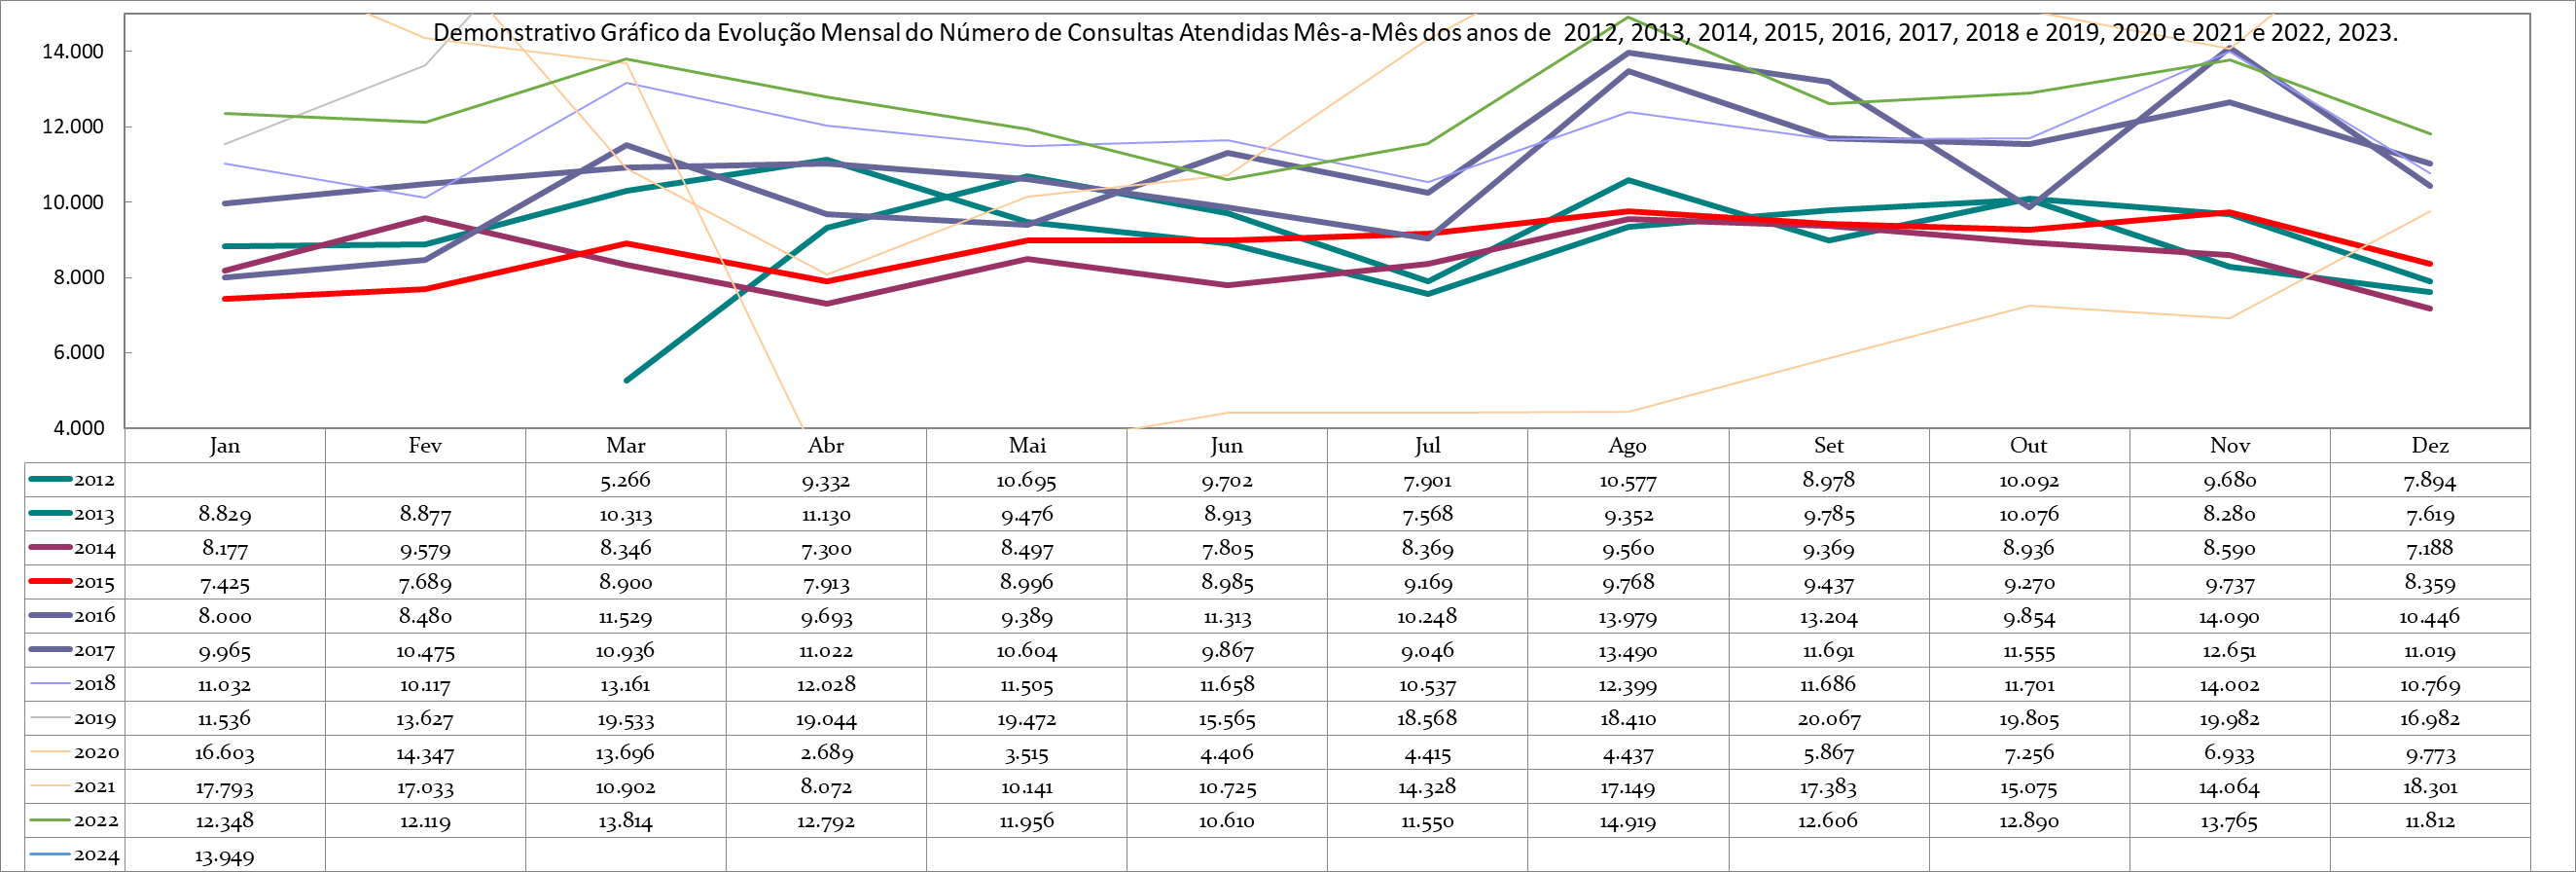 Demonstrativo Gráfico da Evolução Mensal do Número de Consultas Atendidas Mês-a-Mês dos anos de 2012, 2013, 2014, 2015, 2016, 2017, 2018 e 2019, 2020 e 2021 e 2022, 2023.
14.000
12.000
10.000
8.000
6.000
4.000
Jan Fev Mar Abr Mai Jun Jul Ago Set Out Nov Dez
2012 5.266 9.332 10.695 9.702 7.901 10.577 8.978 10.092 9.680 7.894
2013 8.829 8.877 10.313 11.130 9.476 8.913 7.568 9.352 9.785 10.076 8.280 7.619
2014 8.177 9.579 8.346 7.300 8.497 7.805 8.369 9.560 9.369 8.936 8.590 7.188
2015 7.425 7.689 8.900 7.913 8.996 8.985 9.169 9.768 9.437 9.270 9.737 8.359
2016 8.000 8.480 11.529 9.693 9.389 11.313 10.248 13.979 13.204 9.854 14.090 10.446
2017 9.965 10.475 10.936 11.022 10.604 9.867 9.046 13.490 11.691 11.555 12.651 11.019
2018 11.032 10.117 13.161 12.028 11.505 11.658 10.537 12.399 11.686 11.701 14.002 10.769
2019 11.536 13.627 19.533 19.044 19.472 15.565 18.568 18.410 20.067 19.805 19.982 16.982
2020 16.603 14.347 13.696 2.689 3.515 4.406 4.415 4.437 5.867 7.256 6.933 9.773
2021 17.793 17.033 10.902 8.072 10.141 10.725 14.328 17.149 17.383 15.075 14.064 18.301
2022 12.348 12.119 13.814 12.792 11.956 10.610 11.550 14.919 12.606 12.890 13.765 11.812
2024 13.949